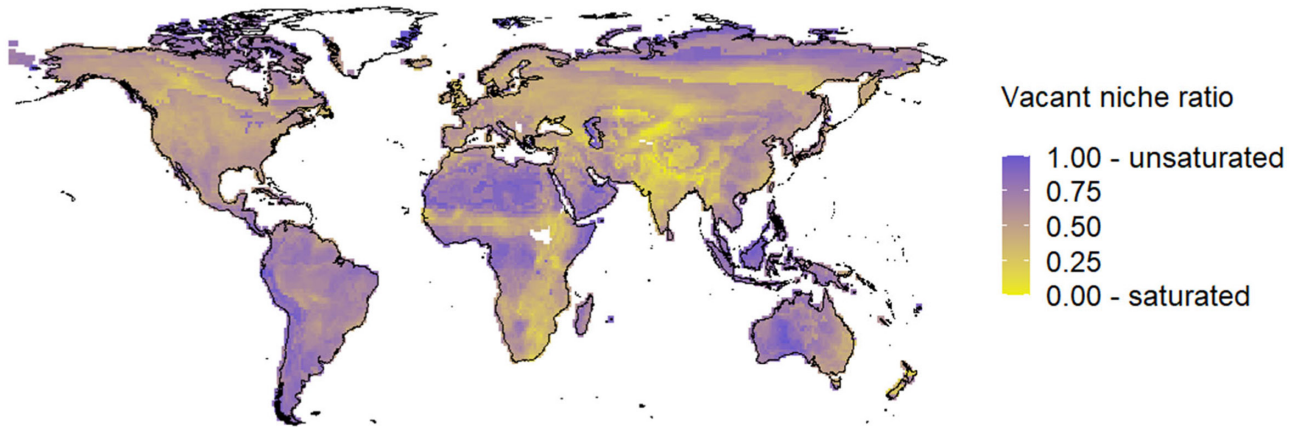 Vacant niche ratio
1.00 - unsaturated
0.75
0.50
0.25
0.00 - saturated